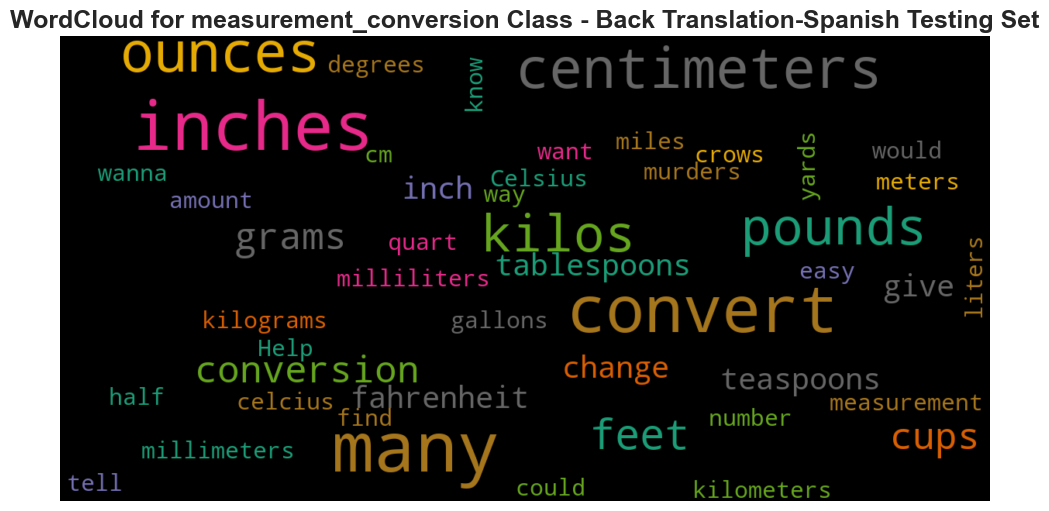 WordCloud for measurement_conversion Class - Back Translation-Spanish Testing Set
ounces
degrees
know
centimeters
inches
cm
want
miles
crows
yards
would
wanna
murders
Celsius
meters
amount
inch
way
grams
quart
kilos
pounds
tablespoons
easy
liters
milliliters
give
kilograms
gallons
convert
Help
conversion
change
teaspoons
half
celcius
fahrenheit
measurement
find
number
many
feet
cups
millimeters
tell
could
kilometers